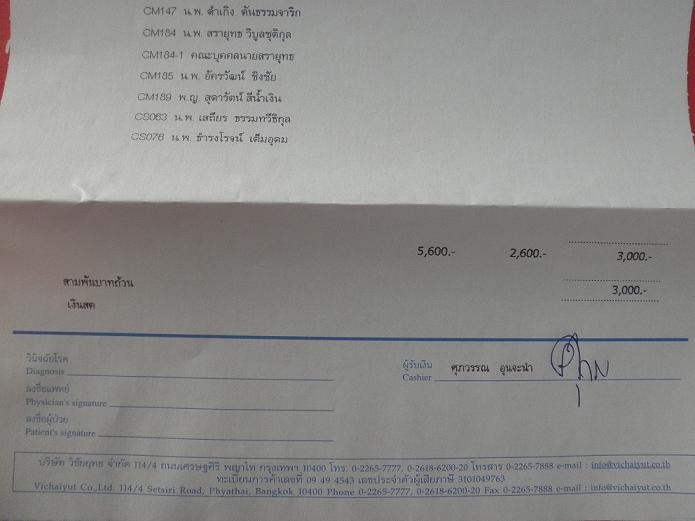 CM147 น.พ. ดำเกิง ตันธรรมจาริก
CM184 น.พ. สรายุทธ วิบูลชุติกุล
CM184-1 คณะบุคคลนายสรายุทธ
CM185 น.พ. อัครวัฒน์ ชิงชัย
CM189 พ.ญ. สุดารัตน์ สีน้ำเงิน
CS063 น.พ. เสถียร ธรรมทวีธิกุล
CS076 น.พ. ธำรงโรจน์ เต็มอุดม
5,600.- 2,600.- 3,000.-
สามพันบาทถ้วน 3,000.-
เงินสด
วินิจฉัยโรค
Diagnosis
ผู้รับเงิน
Cashier ศุภวรรณ อุนจะนำ
ลงชื่อแพทย์
Physician's signature
ลงชื่อผู้ป่วย
Patient's signature
บริษัท วิชัยยุทธ จำกัด 114/4 ถนนเศรษฐศิริ พญาไท กรุงเทพฯ 10400 โทร. 0-2265-7777, 0-2618-6200-20 โทรสาร 0-2265-7888 e-mail : info@vichaiyut.co.th
ทะเบียนการค้าเลขที่ 09 49 4543 เลขประจำตัวผู้เสียภาษี 3101049763
Vichaiyut Co.,Ltd. 114/4 Setsiri Road, Phyathai, Bangkok 10400 Phone 0-2265-7777, 0-2618-6200-20 Fax 0-2265-7888 e-mail : info@vichaiyut.co.th